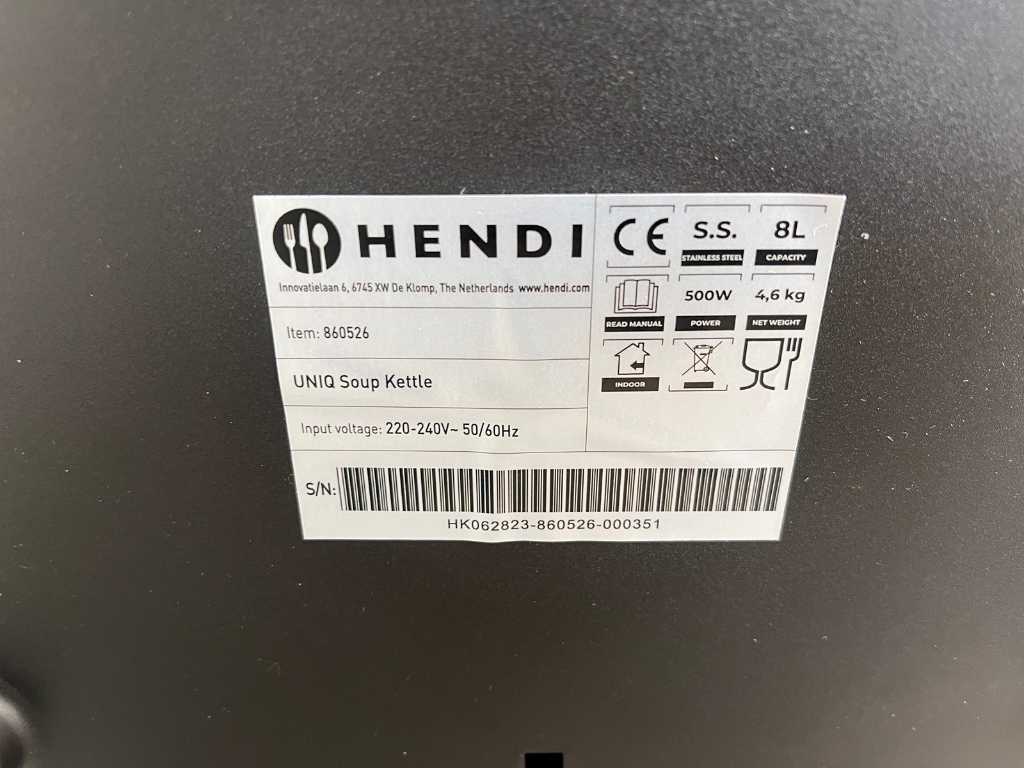 HENDI
Innovatielaan 6, 6745 XW De Klomp, The Netherlands www.hendi.com
Item: 860526
UNIQ Soup Kettle
Input voltage: 220-240V~ 50/60Hz
CE S.S. 8L
STAINLESS STEEL CAPACITY
500W 4,6 kg
READ MANUAL POWER NET WEIGHT
INDOOR
S/N:
HK062823-860526-000351